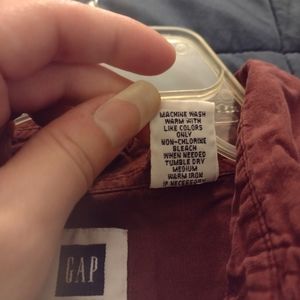 MACHINE WASH
WARM WITH
LIKE COLORS
ONLY
NON-CHLORINE
BLEACH
WHEN NEEDED
TUMBLE DRY
MEDIUM
WARM IRON
IF NECESSARY
GAP